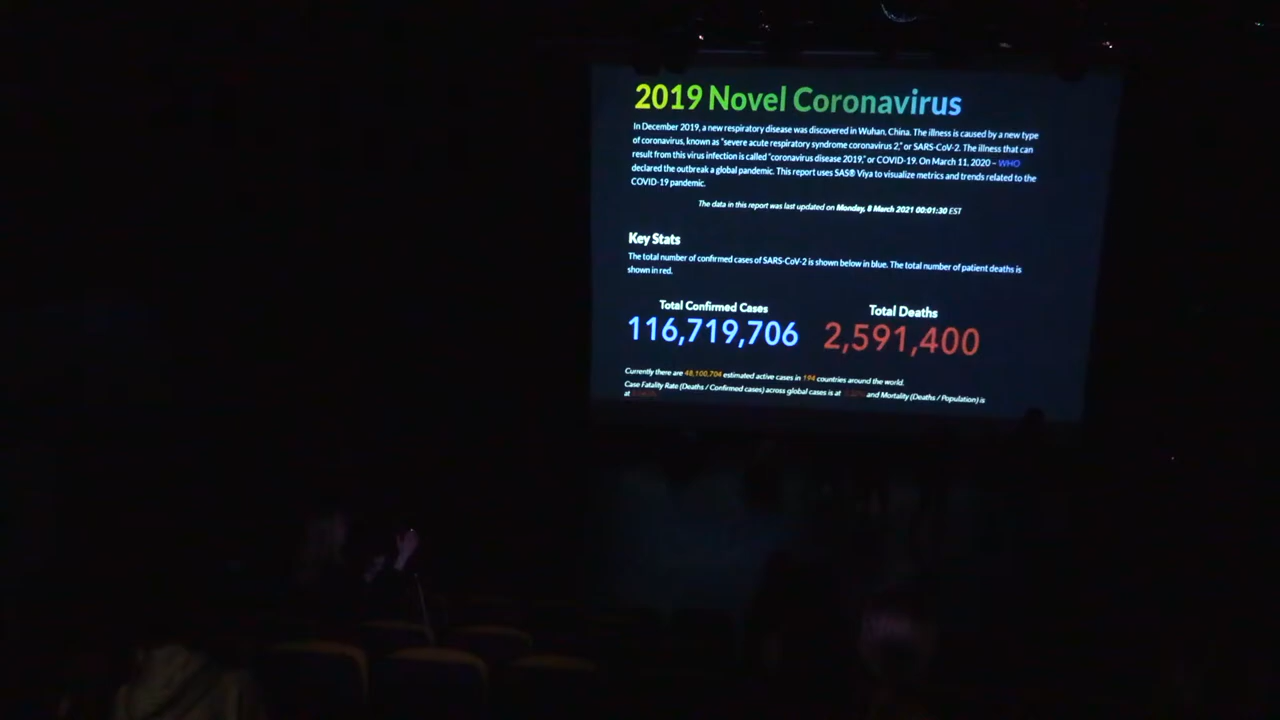 2019 Novel Coronavirus
In December 2019, a new respiratory disease was discovered in Wuhan, China. The illness is caused by a new type
of coronavirus, known as "severe acute respiratory syndrome coronavirus 2," or SARS-CoV-2. The illness that can
result from this virus infection is called "coronavirus disease 2019," or COVID-19. On March 11, 2020 – WHO
declared the outbreak a global pandemic. This report uses SAS® Viya to visualize metrics and trends related to the
COVID-19 pandemic.
The data in this report was last updated on Monday, 8 March 2021 00:01:30 EST
Key Stats
The total number of confirmed cases of SARS-CoV-2 is shown below in blue. The total number of patient deaths is
shown in red.
Total Confirmed Cases Total Deaths
116,719,706 2,591,400
Currently there are 48,100,704 estimated active cases in 194 countries around the world.
Case Fatality Rate (Deaths / Confirmed cases) across global cases is at and Mortality (Deaths / Population) is
at